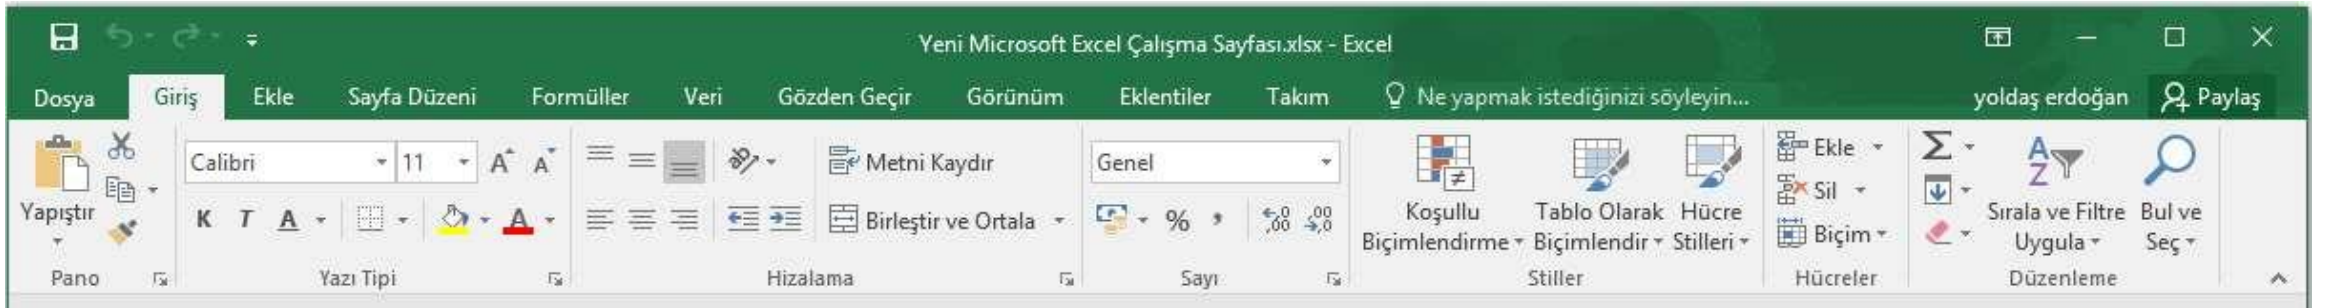 Yeni Microsoft Excel Çalışma Sayfası.xlsx - Excel
Dosya Giriş Ekle Sayfa Düzeni Formüller Veri Gözden Geçir Görünüm Eklentiler Takım Ne yapmak istediğinizi söyleyin... yoldaş erdoğan Paylaş
Yapıştır
Calibri 11 A A
K T A A
Metni Kaydır
Birleştir ve Ortala
Genel
% ,00 ,0
Koşullu
Biçimlendirme
Tablo Olarak
Biçimlendir
Hücre
Stilleri
Ekle
Sil
Biçim
Σ
Sırala ve Filtre
Uygula
Bul ve
Seç
Pano Yazı Tipi Hizalama Sayı Stiller Hücreler Düzenleme